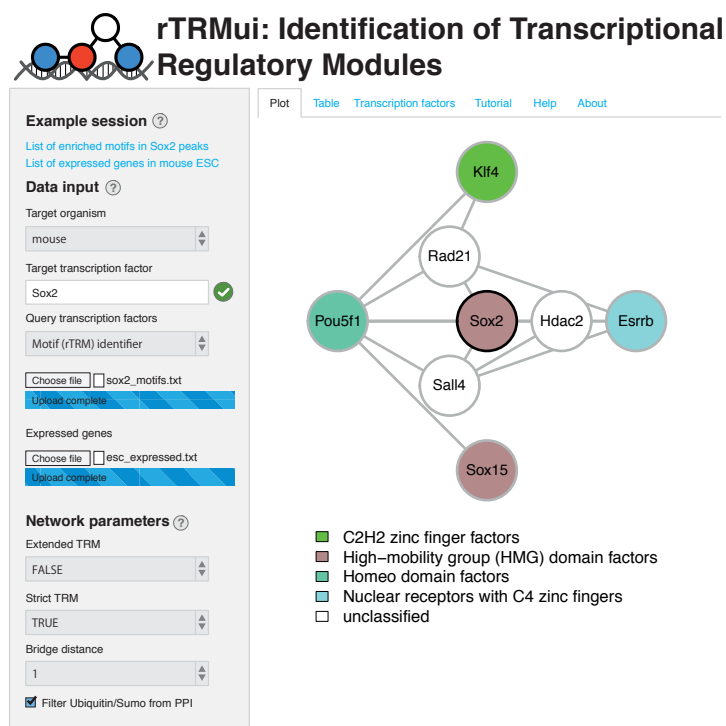 rTRMui: Identification of Transcriptional
Regulatory Modules
Example session ?
List of enriched motifs in Sox2 peaks
List of expressed genes in mouse ESC
Data input ?
Target organism
mouse
Target transcription factor
Sox2
Query transcription factors
Motif (rTRM) identifier
Choose file sox2_motifs.txt
Upload complete
Expressed genes
Choose file esc_expressed.txt
Upload complete
Network parameters ?
Extended TRM
FALSE
Strict TRM
TRUE
Bridge distance
1
Filter Ubiquitin/Sumo from PPI
Plot Table Transcription factors Tutorial Help About
Klf4
Rad21
Pou5f1 Sox2 Hdac2 Esrrb
Sall4
Sox15
C2H2 zinc finger factors
High−mobility group (HMG) domain factors
Homeo domain factors
Nuclear receptors with C4 zinc fingers
unclassified